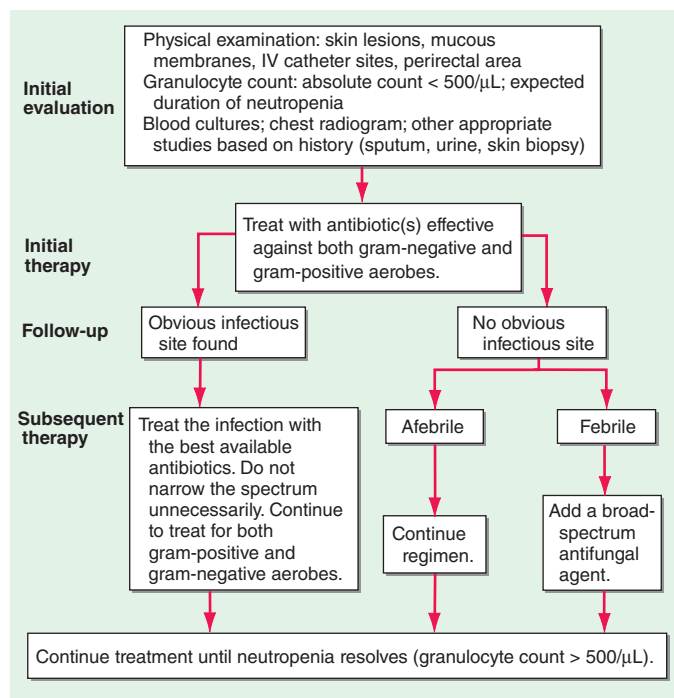 Initial
evaluation
Physical examination: skin lesions, mucous
membranes, IV catheter sites, perirectal area
Granulocyte count: absolute count < 500/μL; expected
duration of neutropenia
Blood cultures; chest radiogram; other appropriate
studies based on history (sputum, urine, skin biopsy)
Initial
therapy
Treat with antibiotic(s) effective
against both gram-negative and
gram-positive aerobes.
Follow-up
Obvious infectious
site found
No obvious
infectious site
Subsequent
therapy
Treat the infection with
the best available
antibiotics. Do not
narrow the spectrum
unnecessarily. Continue
to treat for both
gram-positive and
gram-negative aerobes.
Afebrile
Febrile
Continue
regimen.
Add a broad-
spectrum
antifungal
agent.
Continue treatment until neutropenia resolves (granulocyte count > 500/μL).